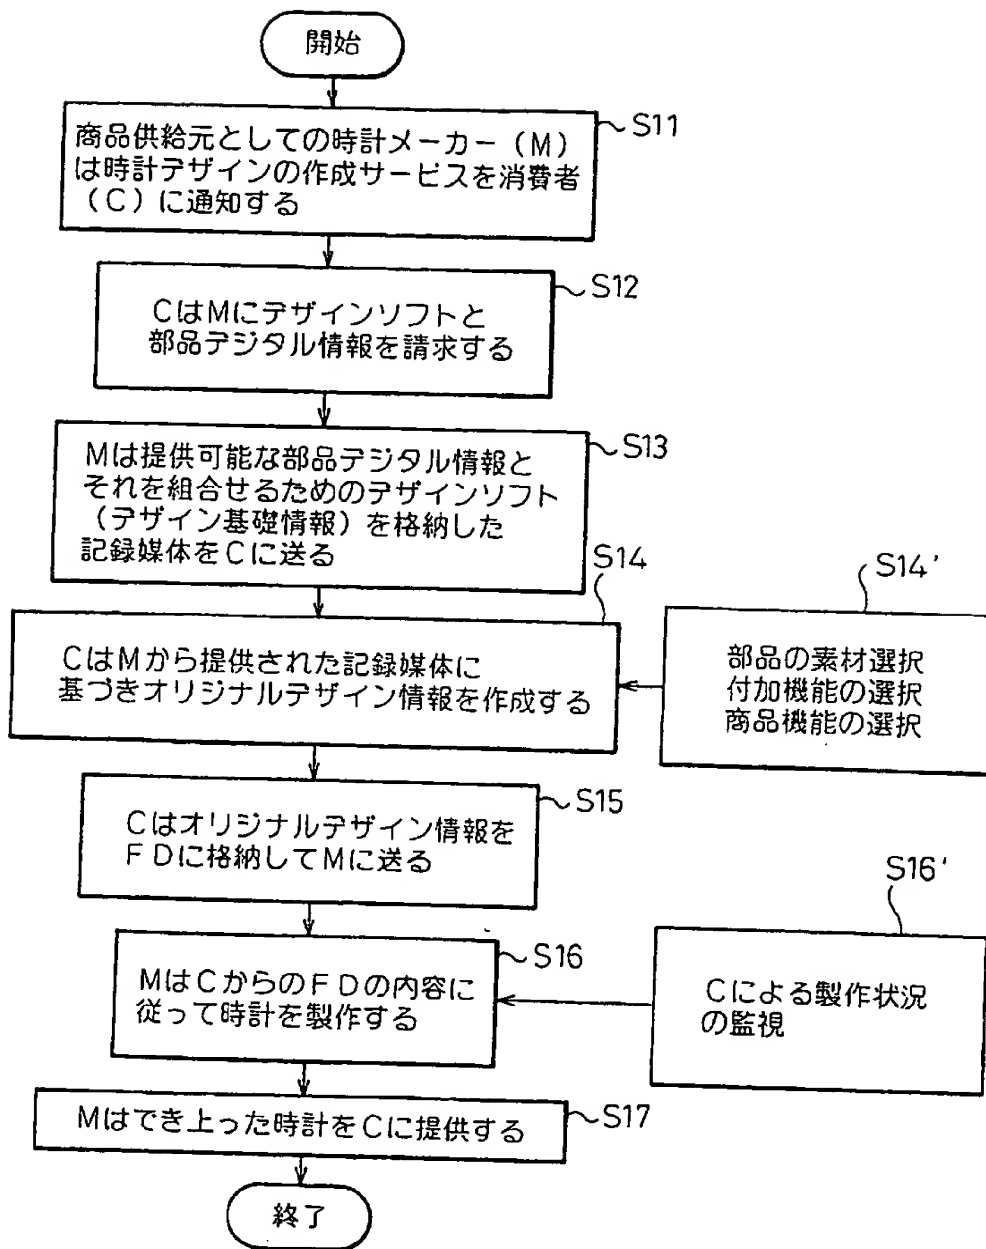 開始
S11
商品供給元としての時計メーカー(M)
は時計デザインの作成サービスを消費者
(C)に通知する
S12
CはMにデザインソフトと
部品デジタル情報を請求する
S13
Mは提供可能な部品デジタル情報と
それを組合せるためのデザインソフト
(デザイン基礎情報)を格納した
記録媒体をCに送る
S14
CはMから提供された記録媒体に
基づきオリジナルデザイン情報を作成する
S14'
部品の素材選択
付加機能の選択
商品機能の選択
S15
Cはオリジナルデザイン情報を
FDに格納してMに送る
S16
MはCからのFDの内容に
従って時計を製作する
S16'
Cによる製作状況
の監視
S17
Mはでき上った時計をCに提供する
終了